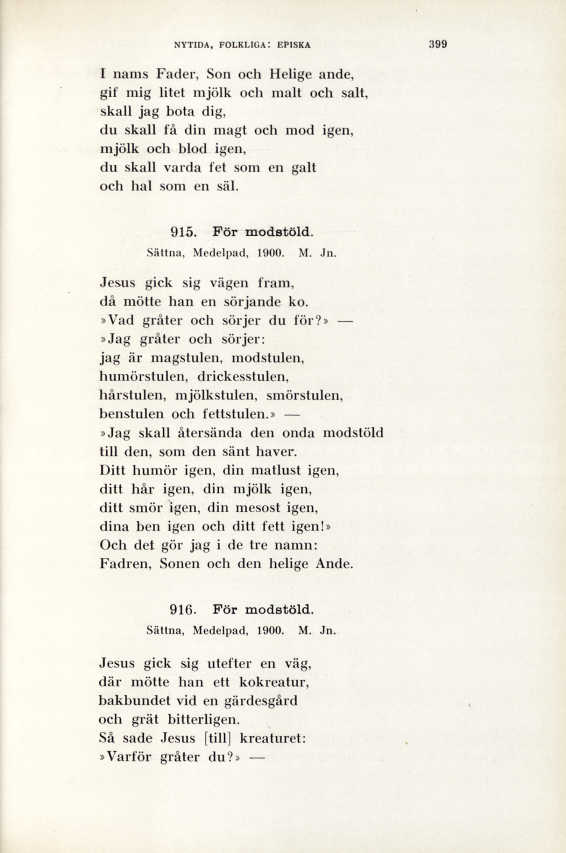 NYTIDA, FOLKLIGA: EPISKA 399
I nams Fader, Son och Helige ande,
gif mig litet mjölk och malt och salt,
skall jag bota dig,
du skall få din magt och mod igen,
mjölk och blod igen,
du skall varda fet som en galt
och hal som en säl.
915. För modstöld.
Sättna, Medelpad, 1900. M. Jn.
Jesus gick sig vägen fram,
då mötte han en sörjande ko.
»Vad gråter och sörjer du för?» —
»Jag gråter och sörjer:
jag är magstulen, modstulen,
humörstulen, drickesstulen,
hårstulen, mjölkstulen, smörstulen,
benstulen och fettstulen.» —
»Jag skall återsända den onda modstöld
till den, som den sänt haver.
Ditt humör igen, din matlust igen,
ditt hår igen, din mjölk igen,
ditt smör igen, din mesost igen,
dina ben igen och ditt fett igen!»
Och det gör jag i de tre namn:
Fadren, Sonen och den helige Ande.
916. För modstöld.
Sättna, Medelpad, 1900. M. Jn.
Jesus gick sig utefter en väg,
där mötte han ett kokreatur,
bakbundet vid en gärdesgård
och grät bitterligen.
Så sade Jesus [till] kreaturet:
»Varför gråter du?» —